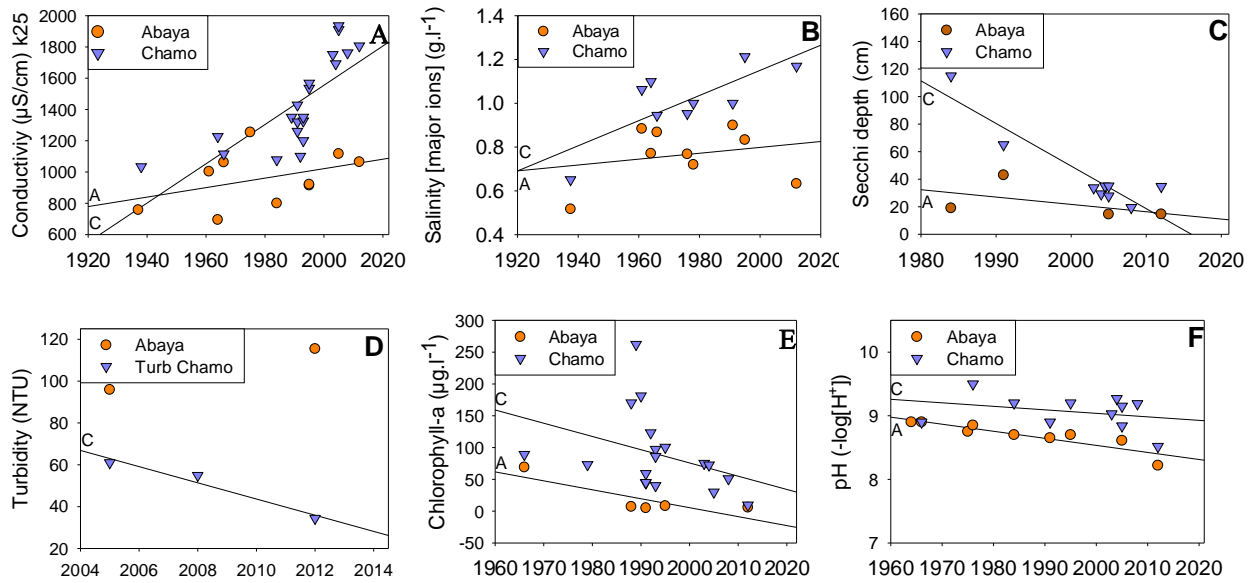 Abaya
Chamo
A
Conductiviy (µS/cm) k25
2000
1800
1600
1400
1200
1000
800
600
A
C
1920 1940 1960 1980 2000 2020
Abaya
Chamo
B
Salinity [major ions] (g.l⁻¹)
1.4
1.2
1.0
0.8
0.6
0.4
C
A
1920 1940 1960 1980 2000 2020
Abaya
Chamo
C
Secchi depth (cm)
160
140
120
100
80
60
40
20
0
C
A
1980 1990 2000 2010 2020
Abaya
Turb Chamo
D
Turbidity (NTU)
120
100
80
60
40
20
C
2004 2006 2008 2010 2012 2014
Abaya
Chamo
E
Chlorophyll-a (µg.l⁻¹)
300
250
200
150
100
50
0
-50
C
A
1960 1970 1980 1990 2000 2010 2020
Abaya
Chamo
F
pH (-log[H⁺])
10
9
8
7
C
A
1960 1970 1980 1990 2000 2010 2020